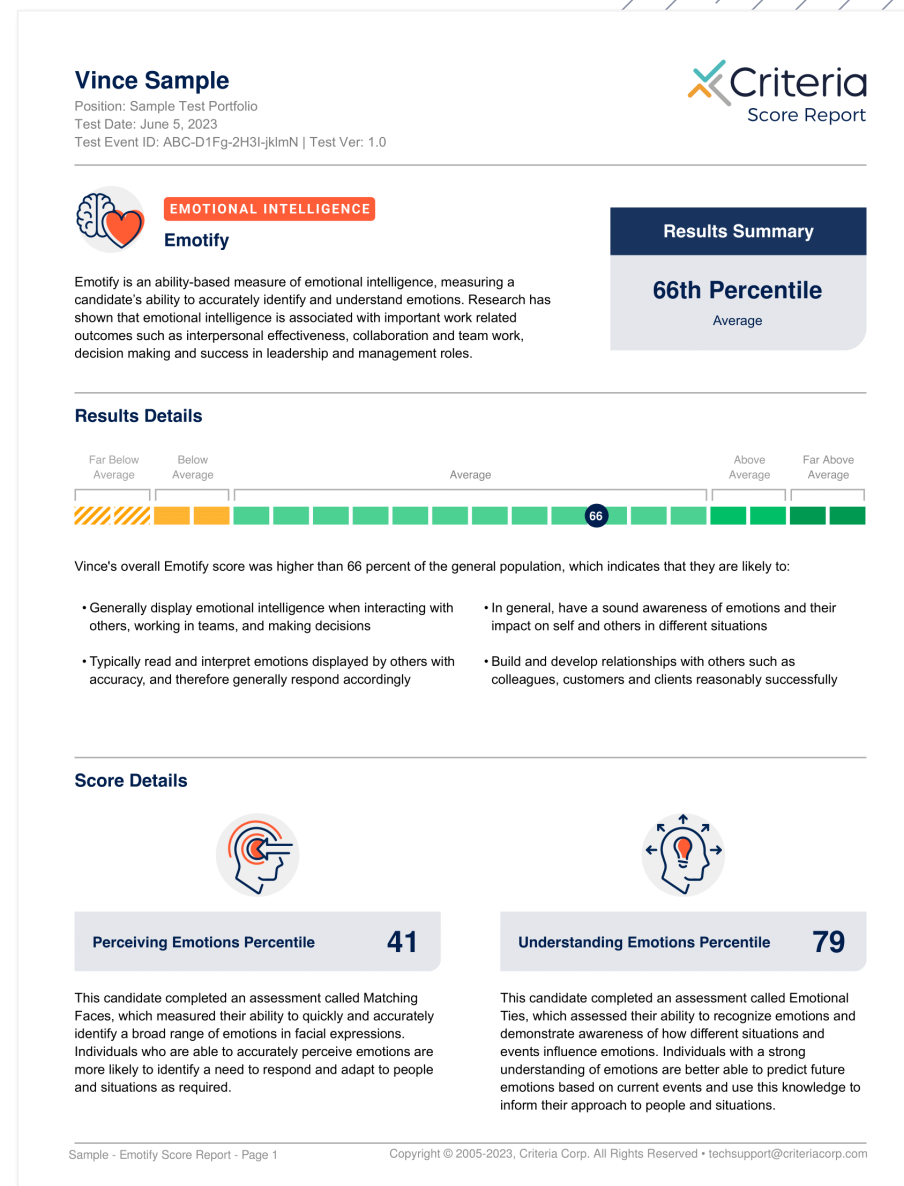 Vince Sample
Position: Sample Test Portfolio
Test Date: June 5, 2023
Test Event ID: ABC-D1Fg-2H3I-jklmN | Test Ver: 1.0
Criteria
Score Report
EMOTIONAL INTELLIGENCE
Emotify
Emotify is an ability-based measure of emotional intelligence, measuring a
candidate's ability to accurately identify and understand emotions. Research has
shown that emotional intelligence is associated with important work related
outcomes such as interpersonal effectiveness, collaboration and team work,
decision making and success in leadership and management roles.
Results Summary
66th Percentile
Average
Results Details
Far Below
Average
Below
Average
Average
Above
Average
Far Above
Average
66
Vince's overall Emotify score was higher than 66 percent of the general population, which indicates that they are likely to:
• Generally display emotional intelligence when interacting with
others, working in teams, and making decisions
• Typically read and interpret emotions displayed by others with
accuracy, and therefore generally respond accordingly
• In general, have a sound awareness of emotions and their
impact on self and others in different situations
• Build and develop relationships with others such as
colleagues, customers and clients reasonably successfully
Score Details
Perceiving Emotions Percentile 41
This candidate completed an assessment called Matching
Faces, which measured their ability to quickly and accurately
identify a broad range of emotions in facial expressions.
Individuals who are able to accurately perceive emotions are
more likely to identify a need to respond and adapt to people
and situations as required.
Understanding Emotions Percentile 79
This candidate completed an assessment called Emotional
Ties, which assessed their ability to recognize emotions and
demonstrate awareness of how different situations and
events influence emotions. Individuals with a strong
understanding of emotions are better able to predict future
emotions based on current events and use this knowledge to
inform their approach to people and situations.
Sample - Emotify Score Report - Page 1
Copyright © 2005-2023, Criteria Corp. All Rights Reserved • techsupport@criteriacorp.com